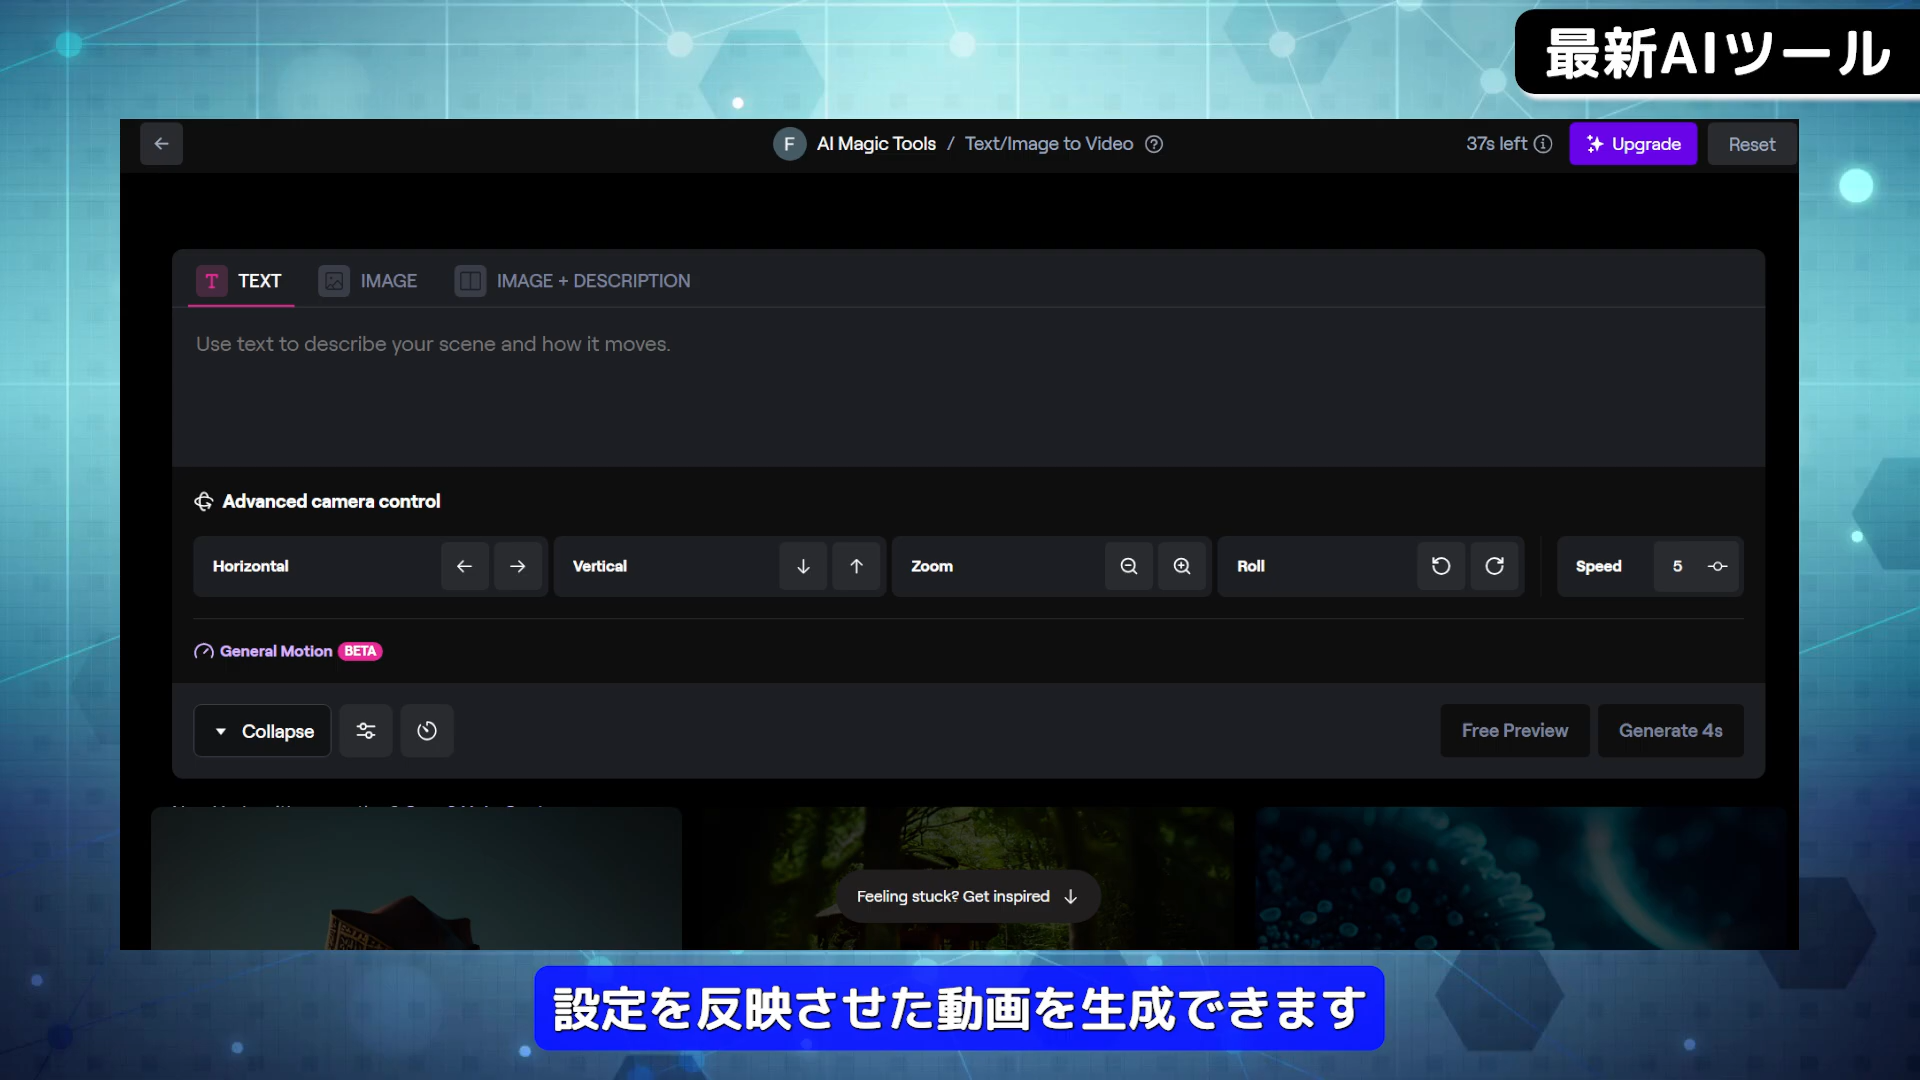 最新AIツール
F AI Magic Tools / Text/Image to Video ?
37s left Upgrade Reset
T TEXT IMAGE IMAGE + DESCRIPTION
Use text to describe your scene and how it moves.
Advanced camera control
Horizontal Vertical Zoom Roll Speed 5
General Motion BETA
Collapse Free Preview Generate 4s
Feeling stuck? Get inspired
設定を反映させた動画を生成できます